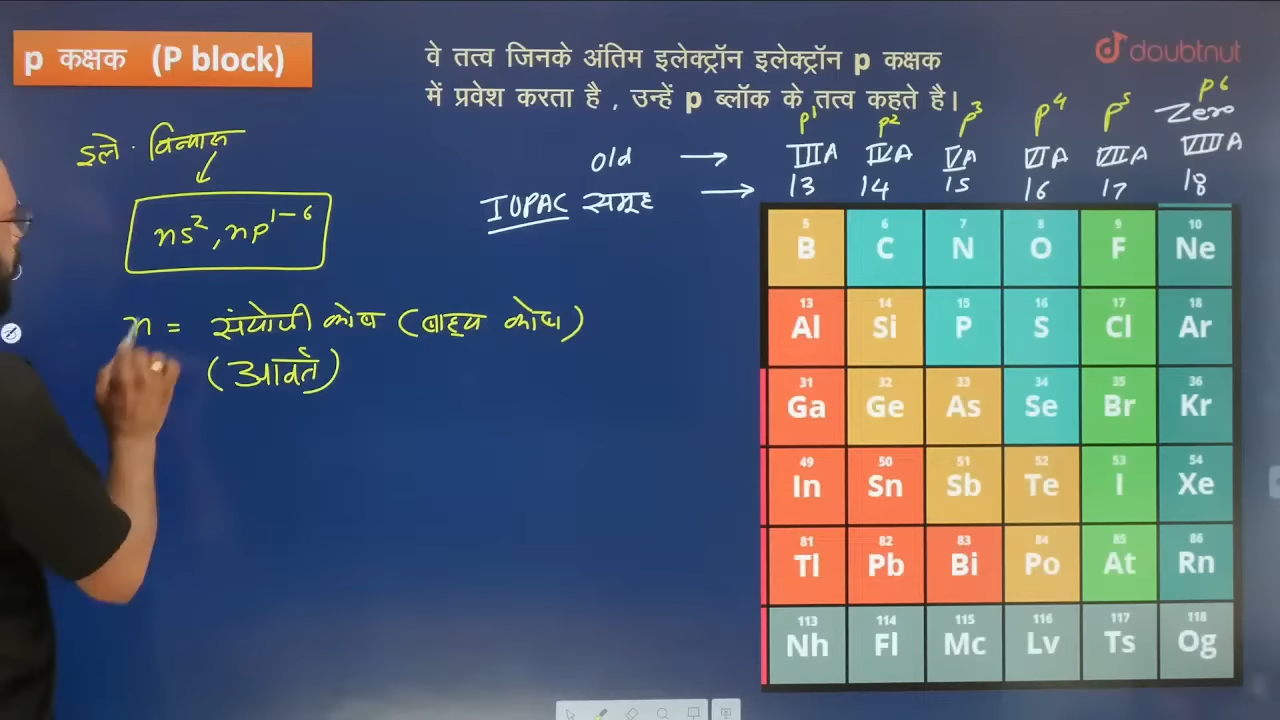 p कक्षक (P block)
वे तत्व जिनके अंतिम इलेक्ट्रॉन इलेक्ट्रॉन p कक्षक
में प्रवेश करता है , उन्हें p ब्लॉक के तत्व कहते है।
doubtnut
इले. विन्यास
ns², np¹⁻⁶
n = संयोजी कोष (बाह्य कोष)
(आवर्त)
p¹ p² p³ p⁴ p⁵ p⁶
Zero
Old → IIIA IVA VA VIA VIIA VIIIA
IUPAC समूह → 13 14 15 16 17 18
5 6 7 8 9 10
B C N O F Ne
13 14 15 16 17 18
Al Si P S Cl Ar
31 32 33 34 35 36
Ga Ge As Se Br Kr
49 50 51 52 53 54
In Sn Sb Te I Xe
81 82 83 84 85 86
Tl Pb Bi Po At Rn
113 114 115 116 117 118
Nh Fl Mc Lv Ts Og